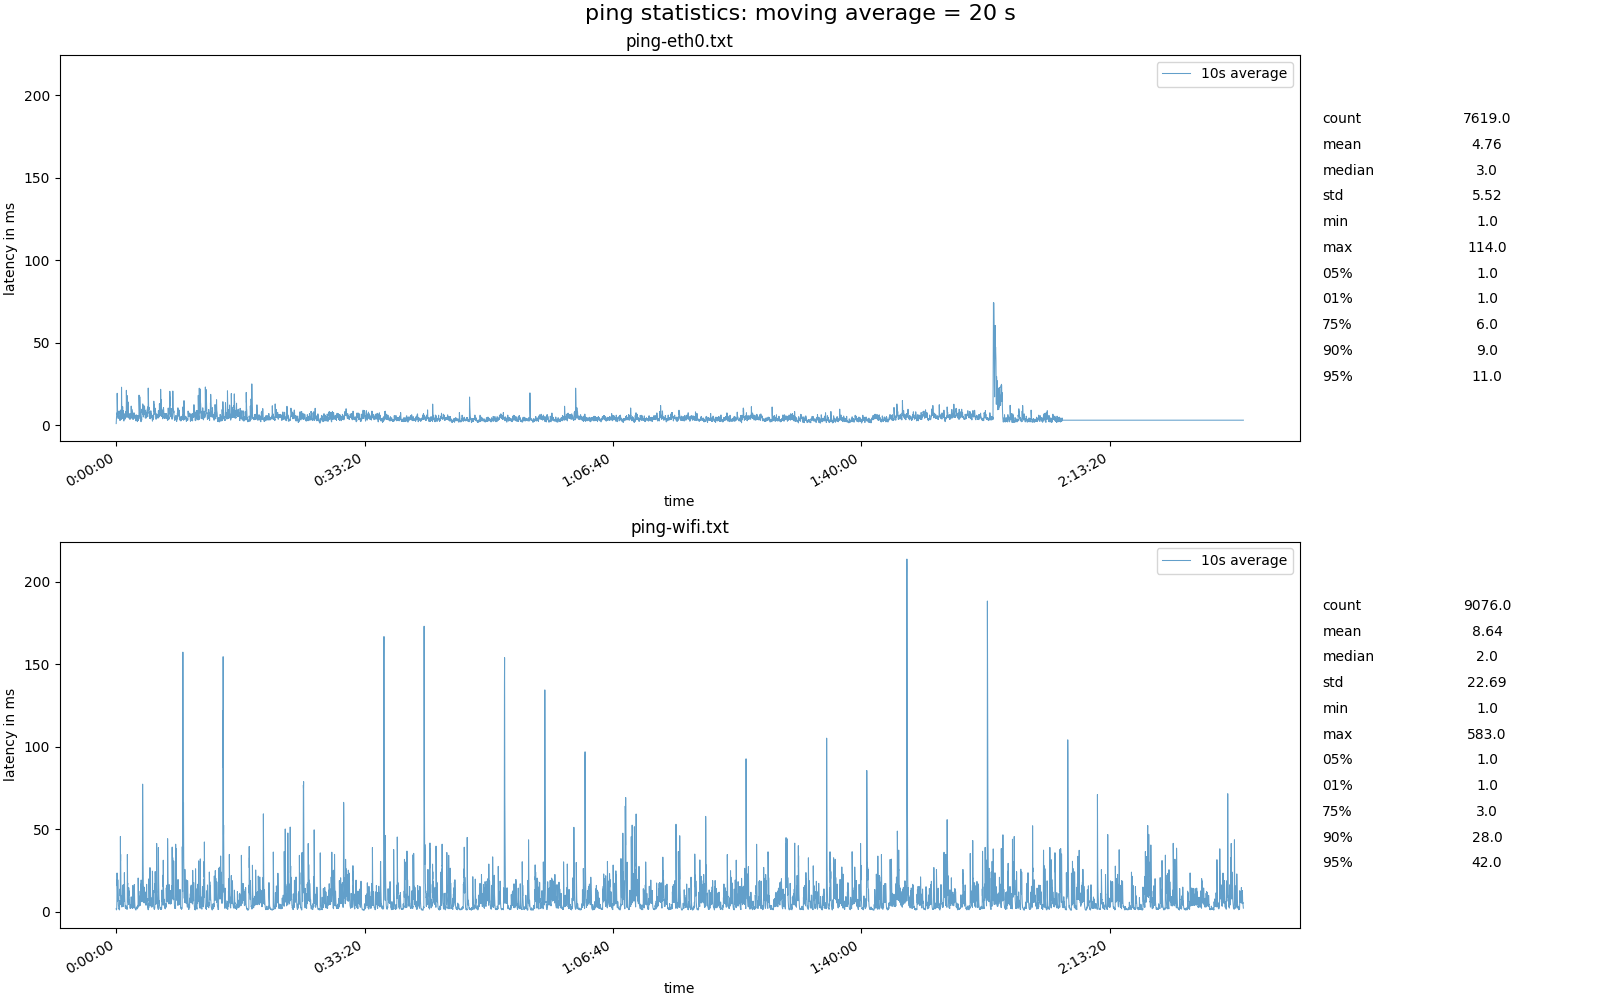 ping statistics: moving average = 20 s
ping-eth0.txt
10s average
200
150
100
50
0
latency in ms
0:00:00
0:33:20
1:06:40
1:40:00
2:13:20
time
count 7619.0
mean 4.76
median 3.0
std 5.52
min 1.0
max 114.0
05% 1.0
01% 1.0
75% 6.0
90% 9.0
95% 11.0
ping-wifi.txt
10s average
200
150
100
50
0
latency in ms
0:00:00
0:33:20
1:06:40
1:40:00
2:13:20
time
count 9076.0
mean 8.64
median 2.0
std 22.69
min 1.0
max 583.0
05% 1.0
01% 1.0
75% 3.0
90% 28.0
95% 42.0